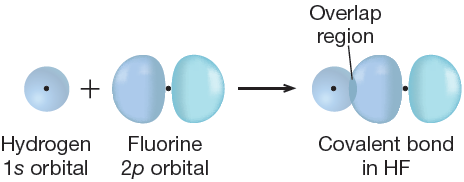 Overlap
region
+
Hydrogen
1s orbital
Fluorine
2p orbital
Covalent bond
in HF